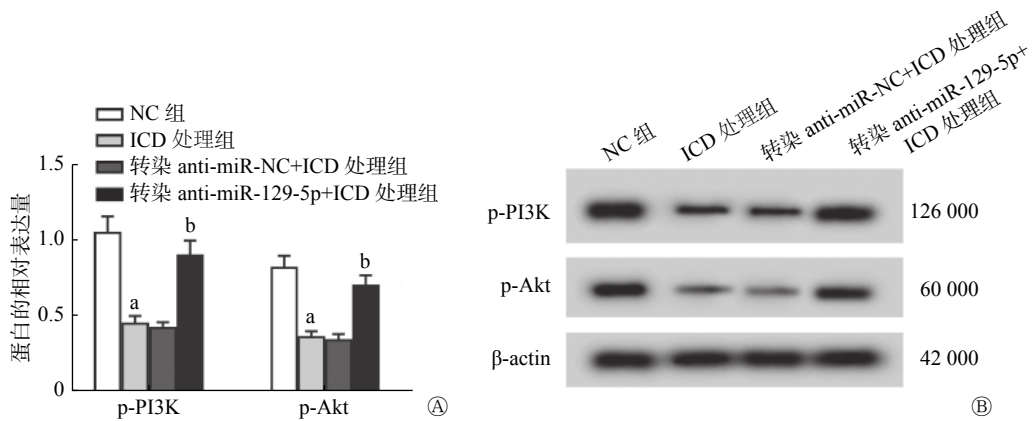 NC 组
ICD 处理组
转染 anti-miR-NC+ICD 处理组
转染 anti-miR-129-5p+ICD 处理组
蛋白的相对表达量
1.5
1.0
0.5
0
a
b
a
b
p-PI3K
p-Akt
Ⓐ
NC 组
ICD 处理组
转染 anti-miR-NC+ICD 处理组
转染 anti-miR-129-5p+
ICD 处理组
p-PI3K
126 000
p-Akt
60 000
β-actin
42 000
Ⓑ